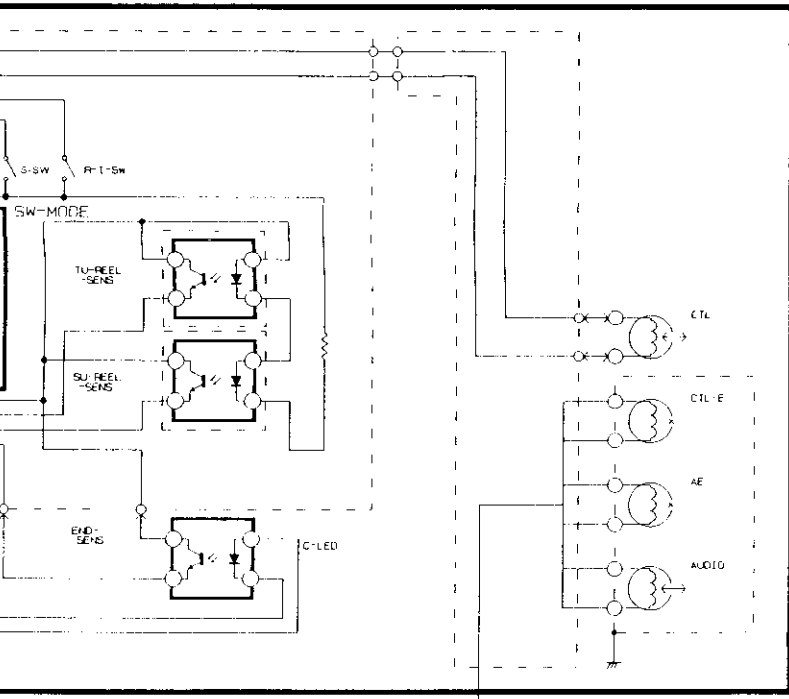 S-SW
R-I-SW
SW-MODE
TU-REEL
-SENS
SU-REEL
-SENS
END-
SENS
C-LED
CTL
CTL-E
AE
AUDIO